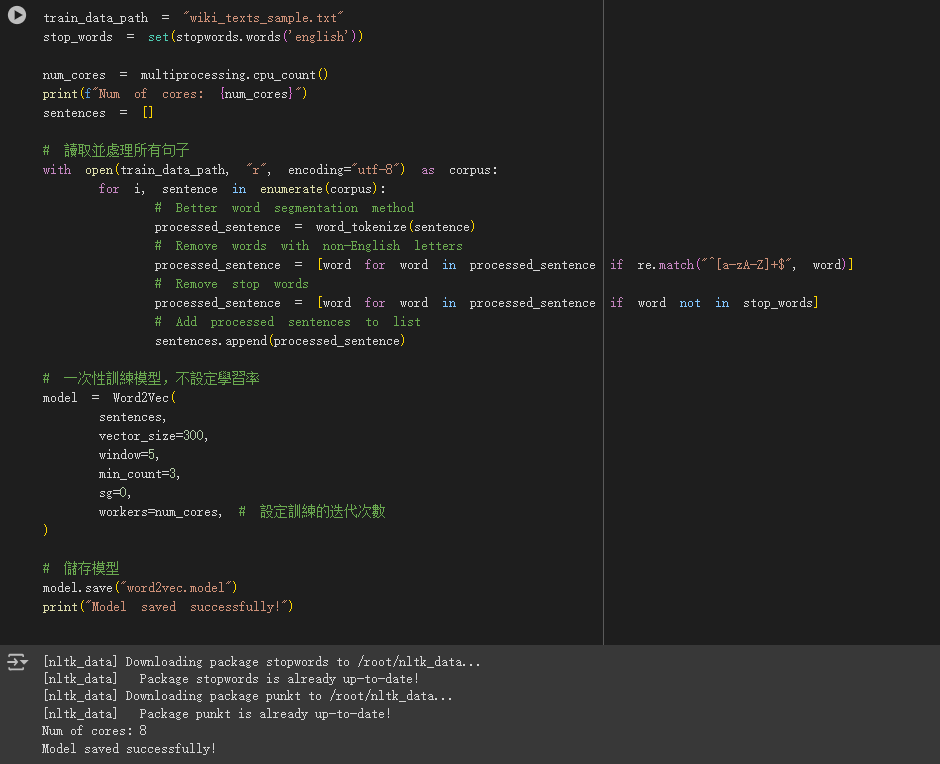 train_data_path = "wiki_texts_sample.txt"
stop_words = set(stopwords.words('english'))
num_cores = multiprocessing.cpu_count()
print(f"Num of cores: {num_cores}")
sentences = []
# 讀取並處理所有句子
with open(train_data_path, "r", encoding="utf-8") as corpus:
for i, sentence in enumerate(corpus):
# Better word segmentation method
processed_sentence = word_tokenize(sentence)
# Remove words with non-English letters
processed_sentence = [word for word in processed_sentence if re.match("^[a-zA-Z]+$", word)]
# Remove stop words
processed_sentence = [word for word in processed_sentence if word not in stop_words]
# Add processed sentences to list
sentences.append(processed_sentence)
# 一次性訓練模型，不設定學習率
model = Word2Vec(
sentences,
vector_size=300,
window=5,
min_count=3,
sg=0,
workers=num_cores, # 設定訓練的迭代次數
)
# 儲存模型
model.save("word2vec.model")
print("Model saved successfully!")
[nltk_data] Downloading package stopwords to /root/nltk_data...
[nltk_data] Package stopwords is already up-to-date!
[nltk_data] Downloading package punkt to /root/nltk_data...
[nltk_data] Package punkt is already up-to-date!
Num of cores: 8
Model saved successfully!